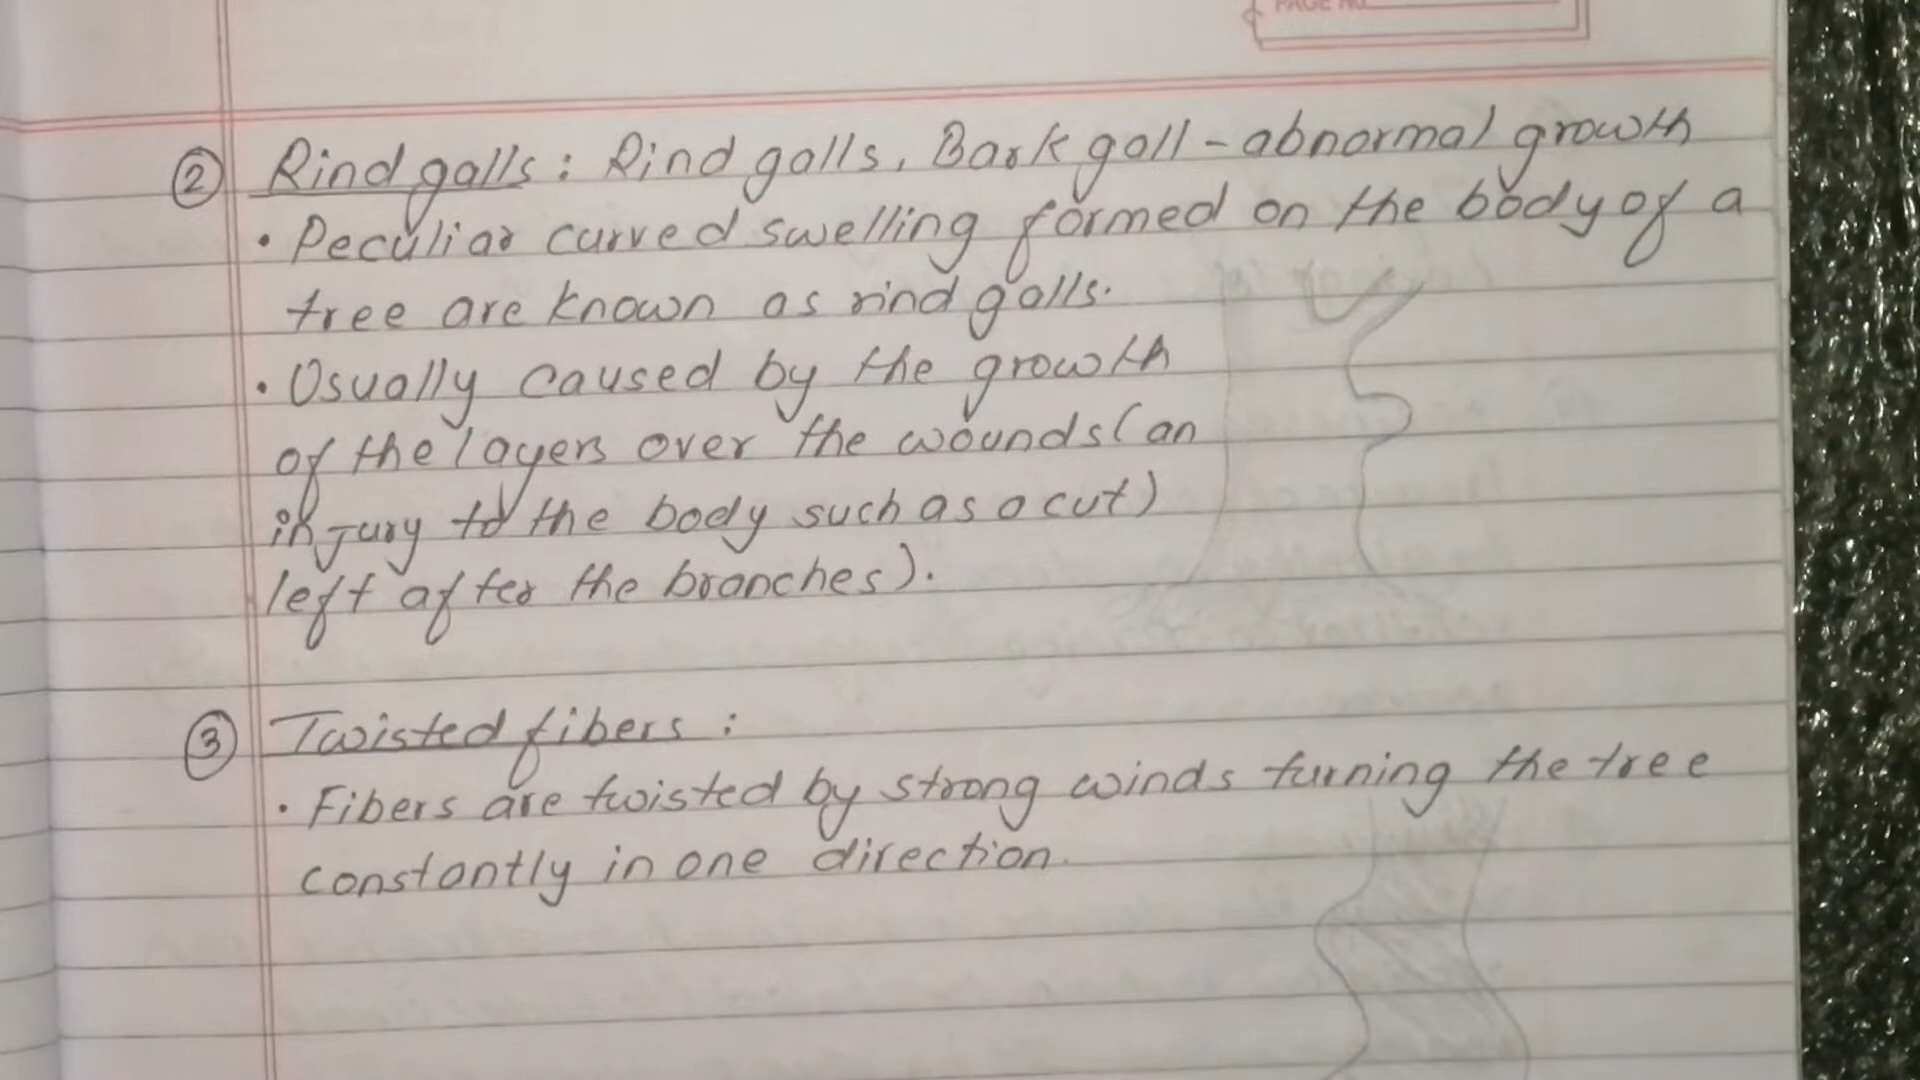 PAGE NO.
② Rind galls : Rind galls, Bark gall - abnormal growth
• Peculiar curved swelling formed on the body of a
tree are known as rind galls.
• Usually caused by the growth
of the layers over the wounds (an
injury to the body such as a cut)
left after the branches).
③ Twisted fibers :
• Fibers are twisted by strong winds turning the tree
constantly in one direction.